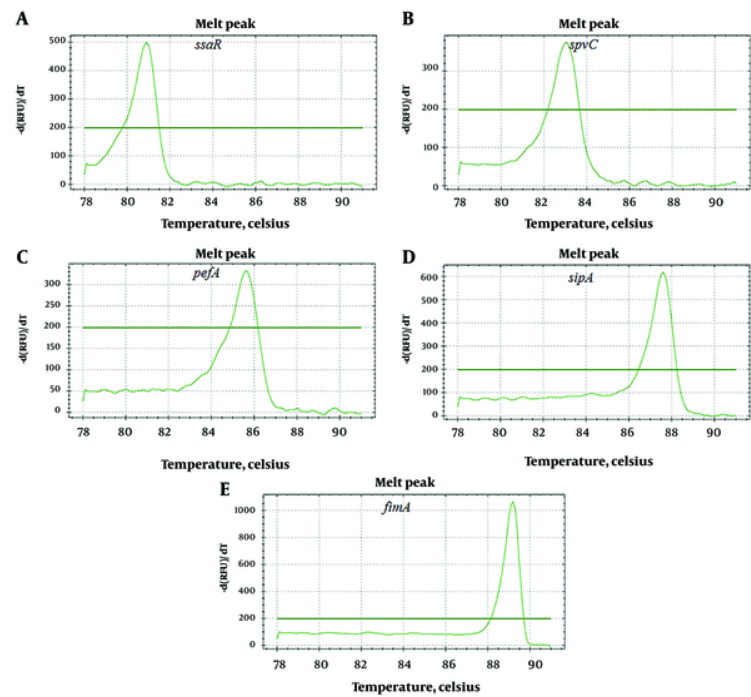 A
Melt peak
ssaR
-d(RFU)/ dT
500
400
300
200
100
0
78 80 82 84 86 88 90
Temperature, celsius
B
Melt peak
spvC
-d(RFU)/ dT
300
200
100
0
78 80 82 84 86 88 90
Temperature, celsius
C
Melt peak
pefA
-d(RFU)/ dT
300
250
200
150
100
50
0
78 80 82 84 86 88 90
Temperature, celsius
D
Melt peak
sipA
-d(RFU)/ dT
600
500
400
300
200
100
0
78 80 82 84 86 88 90
Temperature, celsius
E
Melt peak
fimA
-d(RFU)/ dT
1000
800
600
400
200
0
78 80 82 84 86 88 90
Temperature, celsius